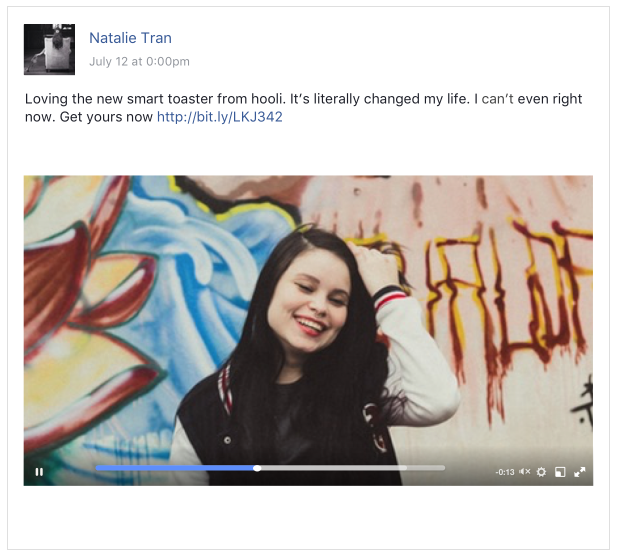 Natalie Tran
July 12 at 0:00pm
Loving the new smart toaster from hooli. It’s literally changed my life. I can’t even right
now. Get yours now http://bit.ly/LKJ342
-0:13